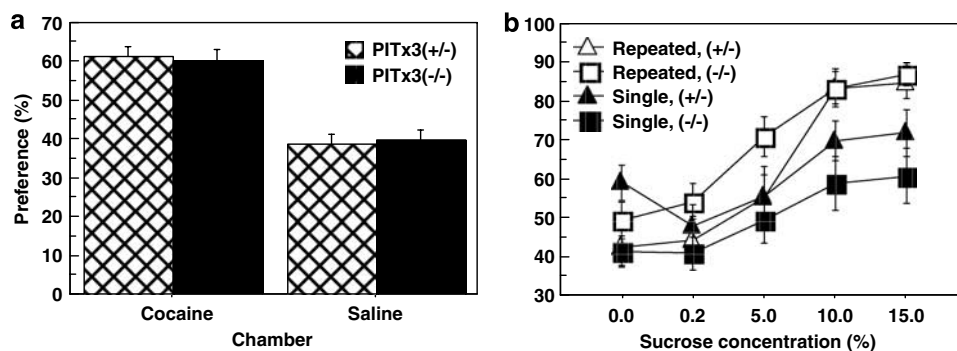 a
70
60
50
40
30
20
10
0
Preference (%)
PITx3(+/-)
PITx3(-/-)
Cocaine
Saline
Chamber
b
100
90
80
70
60
50
40
30
Repeated, (+/-)
Repeated, (-/-)
Single, (+/-)
Single, (-/-)
0.0 0.2 5.0 10.0 15.0
Sucrose concentration (%)